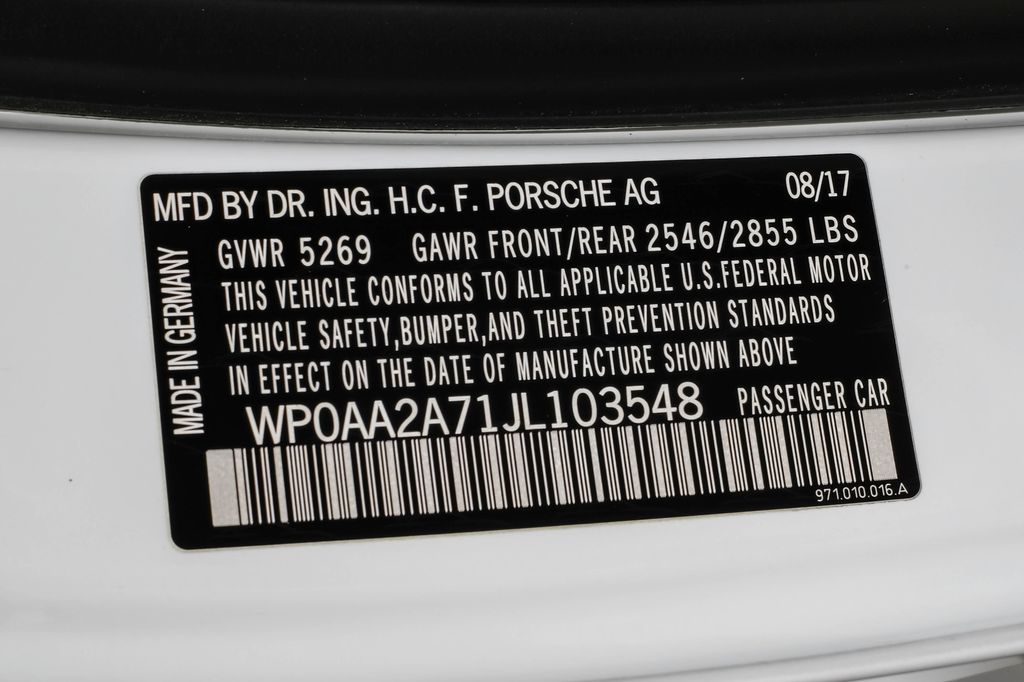 MFD BY DR. ING. H.C. F. PORSCHE AG 08/17
GVWR 5269 GAWR FRONT/REAR 2546/2855 LBS
THIS VEHICLE CONFORMS TO ALL APPLICABLE U.S.FEDERAL MOTOR
VEHICLE SAFETY,BUMPER,AND THEFT PREVENTION STANDARDS
IN EFFECT ON THE DATE OF MANUFACTURE SHOWN ABOVE
WP0AA2A71JL103548 PASSENGER CAR
971.010.016.A
MADE IN GERMANY